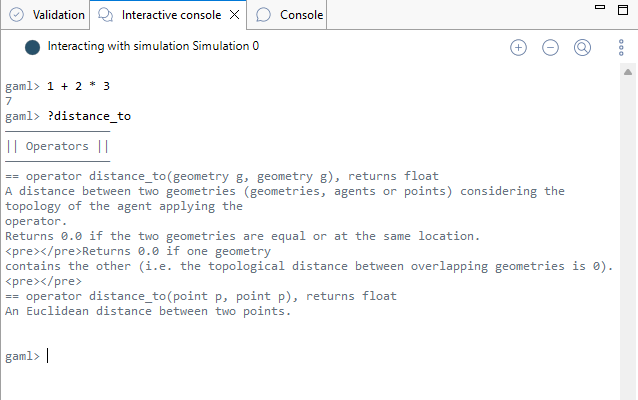 Validation Interactive console Console
Interacting with simulation Simulation 0
gaml> 1 + 2 * 3
7
gaml> ?distance_to
|| Operators ||
== operator distance_to(geometry g, geometry g), returns float
A distance between two geometries (geometries, agents or points) considering the
topology of the agent applying the
operator.
Returns 0.0 if the two geometries are equal or at the same location.
<pre></pre>Returns 0.0 if one geometry
contains the other (i.e. the topological distance between overlapping geometries is 0).
<pre></pre>
== operator distance_to(point p, point p), returns float
An Euclidean distance between two points.
gaml>